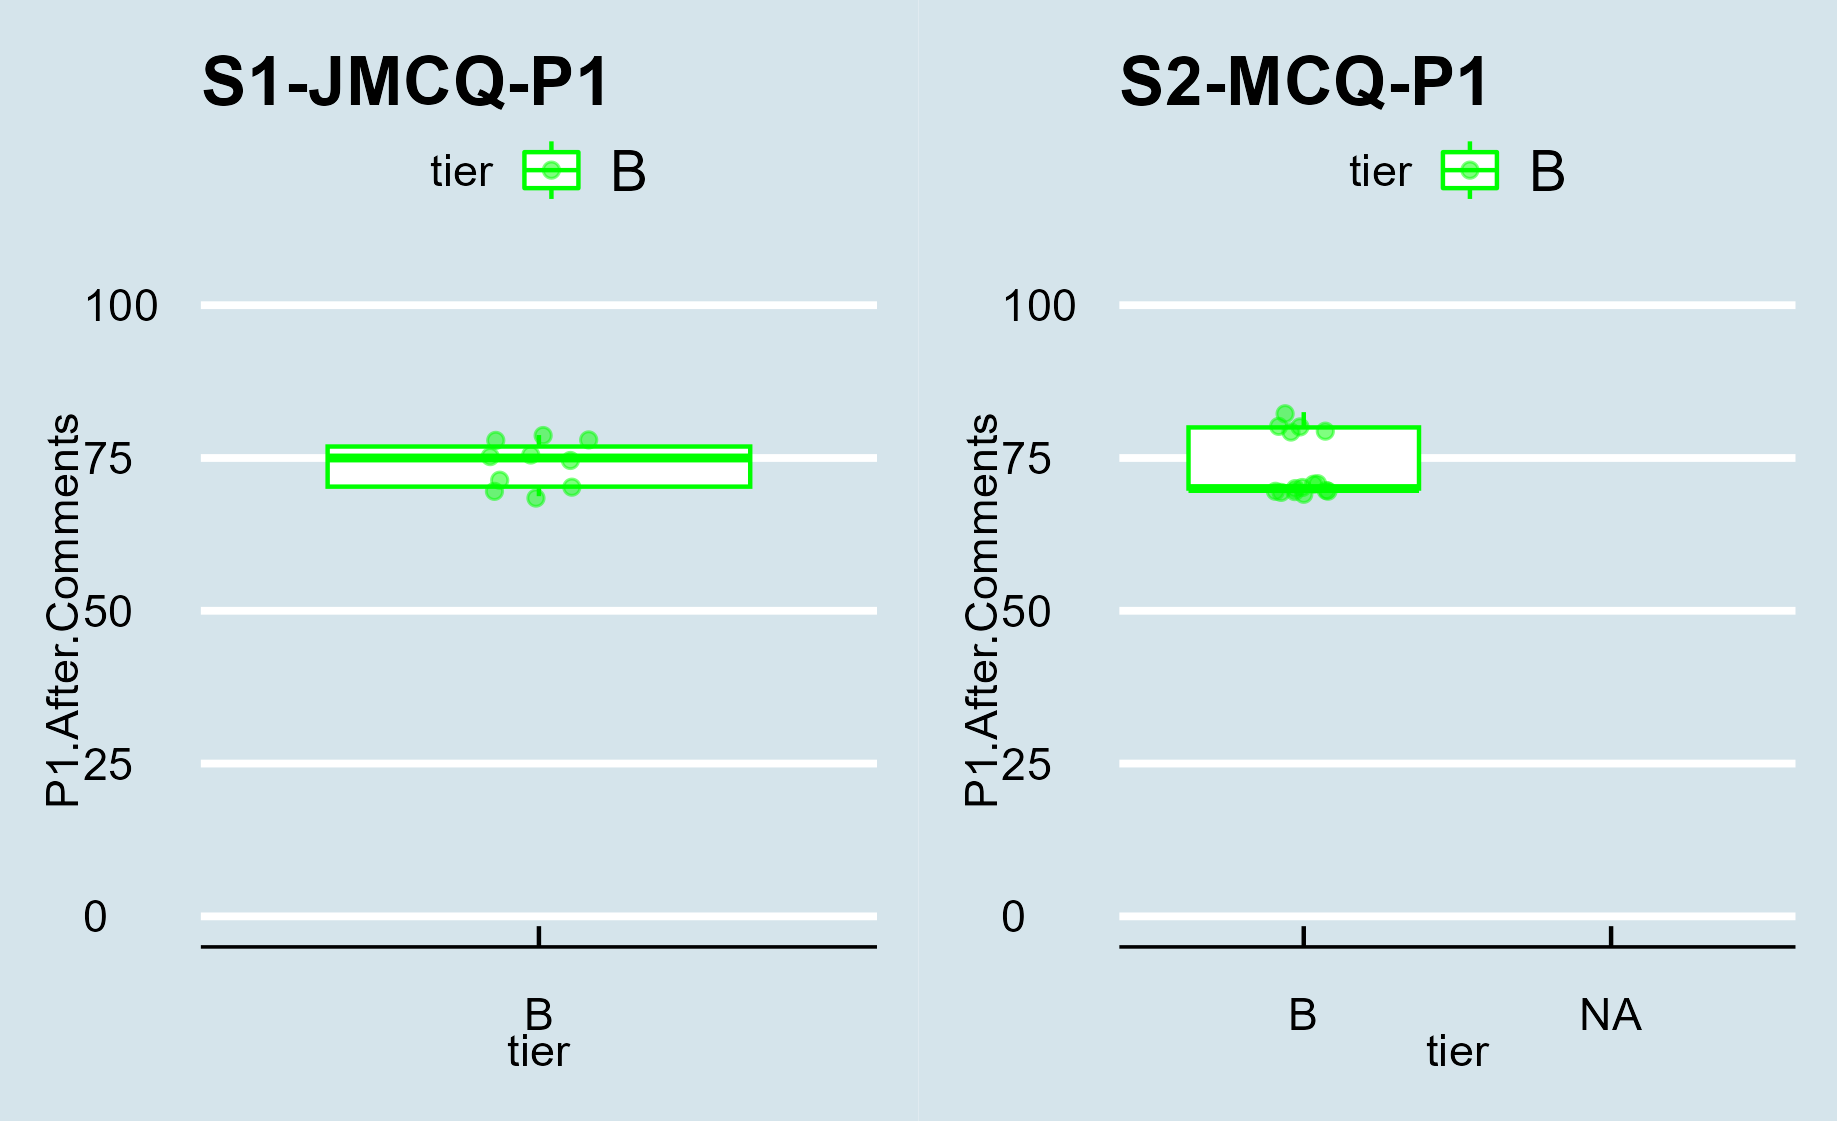 S1-JMCQ-P1
tier B
100
75
50
25
0
P1.After.Comments
B
tier
S2-MCQ-P1
tier B
100
75
50
25
0
P1.After.Comments
B NA
tier